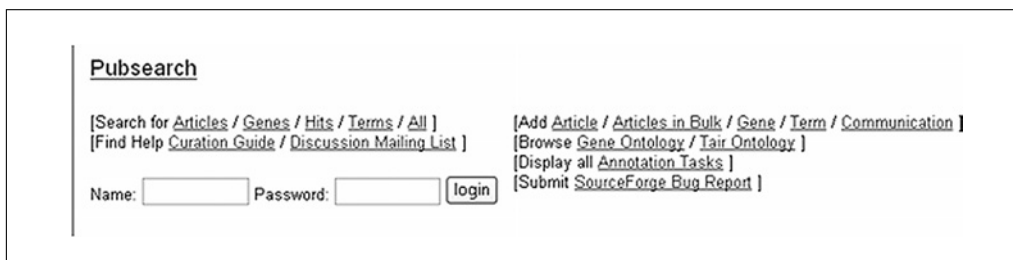 Pubsearch
[Search for Articles / Genes / Hits / Terms / All ]
[Find Help Curation Guide / Discussion Mailing List ]
Name: Password: login
[Add Article / Articles in Bulk / Gene / Term / Communication ]
[Browse Gene Ontology / Tair Ontology ]
[Display all Annotation Tasks ]
[Submit SourceForge Bug Report ]